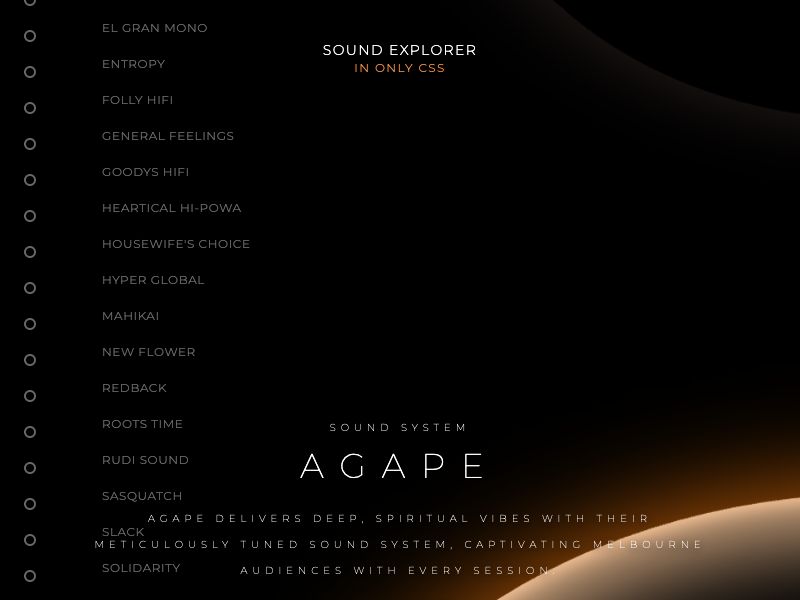 EL GRAN MONO
ENTROPY
FOLLY HIFI
GENERAL FEELINGS
GOODYS HIFI
HEARTICAL HI-POWA
HOUSEWIFE'S CHOICE
HYPER GLOBAL
MAHIKAI
NEW FLOWER
REDBACK
ROOTS TIME
RUDI SOUND
SASQUATCH
SLACK
SOLIDARITY
SOUND EXPLORER
IN ONLY CSS
SOUND SYSTEM
AGAPE
AGAPE DELIVERS DEEP, SPIRITUAL VIBES WITH THEIR
METICULOUSLY TUNED SOUND SYSTEM, CAPTIVATING MELBOURNE
AUDIENCES WITH EVERY SESSION.